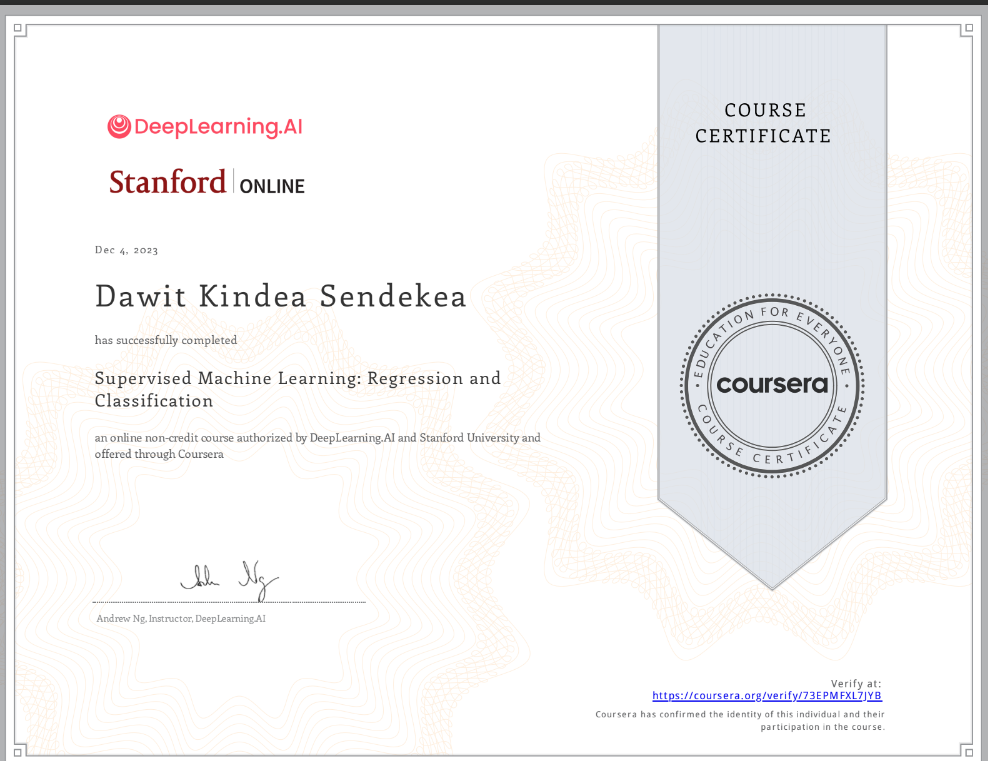 DeepLearning.AI
Stanford ONLINE
COURSE
CERTIFICATE
Dec 4, 2023
Dawit Kindea Sendekea
has successfully completed
Supervised Machine Learning: Regression and
Classification
an online non-credit course authorized by DeepLearning.AI and Stanford University and
offered through Coursera
EDUCATION FOR EVERYONE
coursera
COURSE CERTIFICATE
Andrew Ng, Instructor, DeepLearning.AI
Verify at:
https://coursera.org/verify/73EPMFXL7JYB
Coursera has confirmed the identity of this individual and their
participation in the course.